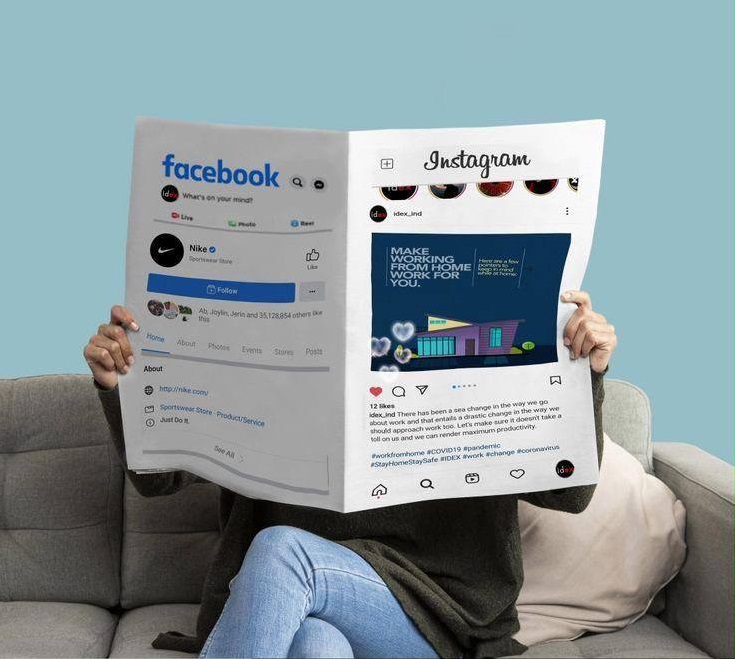 facebook
idex
What's on your mind?
Live
Photo
Reel
Nike
Sportswear Store
Like
Follow
Ab, Joylin, Jerin and 35,128,854 others like
this
Home
About
Photos
Events
Stores
Posts
About
http://nike.com/
Sportswear Store · Product/Service
Just Do It.
See All
Instagram
idex
idex
idex_ind
MAKE
WORKING
FROM HOME
WORK FOR
YOU.
Here are a few
pointers to
keep in mind
while at home:
12 likes
idex_ind There has been a sea change in the way we go
about work and that entails a drastic change in the way we
should approach work too. Let's make sure it doesn't take a
toll on us and we can render maximum productivity.
#workfromhome #COVID19 #pandemic
#StayHomeStaySafe #IDEX #work #change #coronavirus
idex